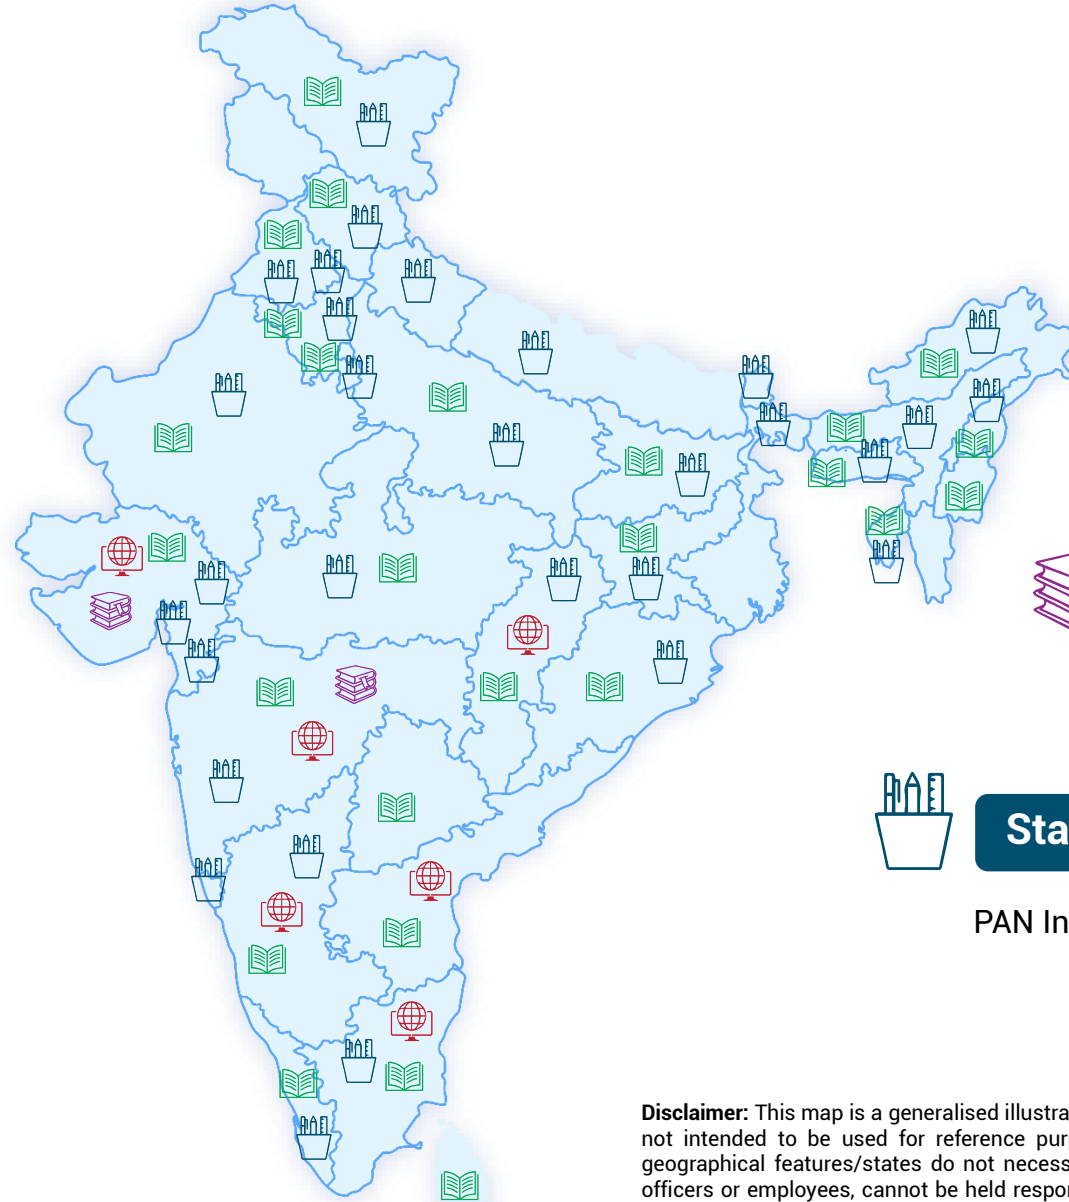 Sta
PAN In
Disclaimer: This map is a generalised illustra
not intended to be used for reference pur
geographical features/states do not necess
officers or employees, cannot be held respor